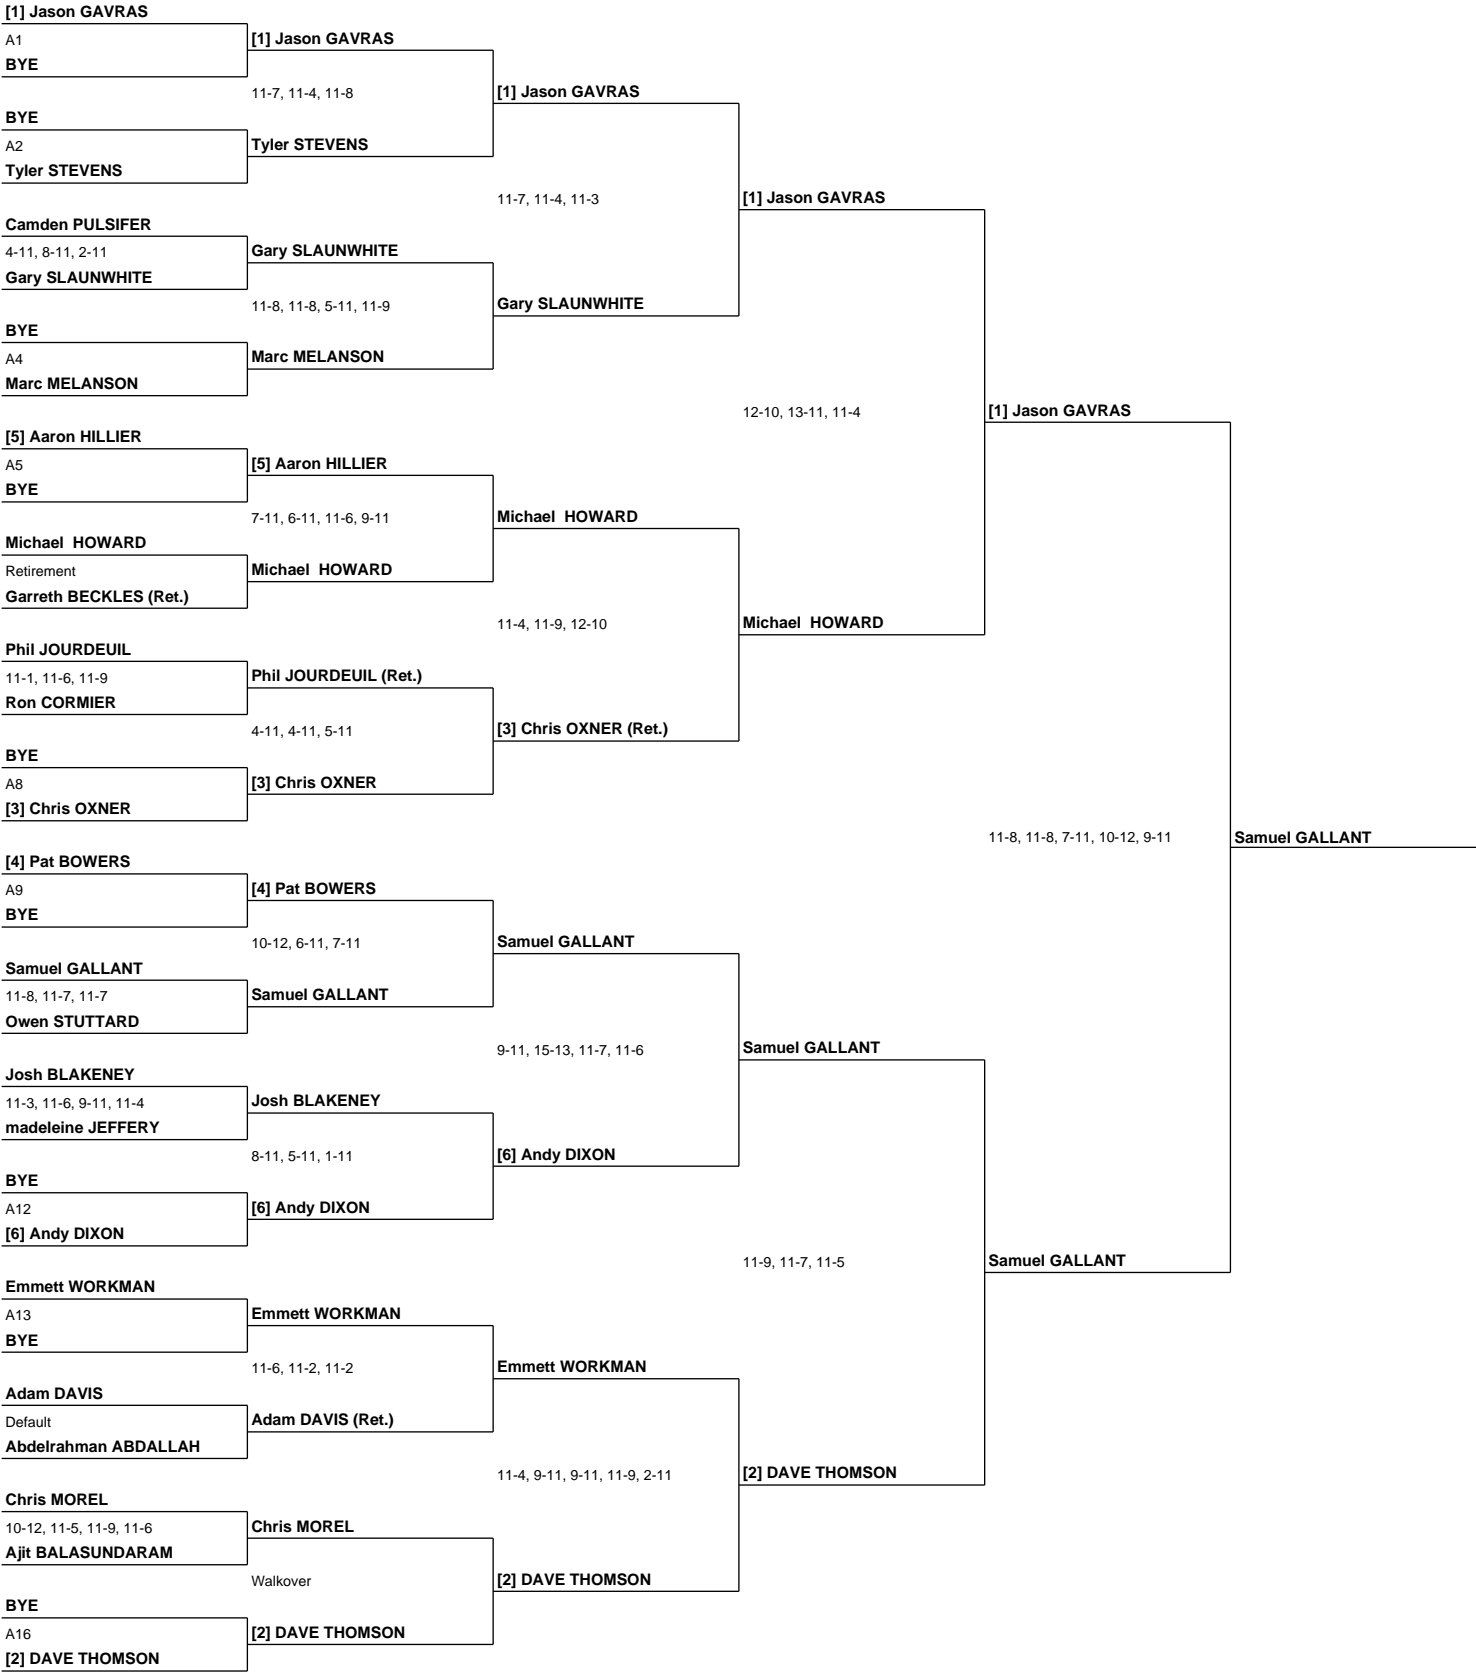 [1] Jason GAVRAS
A1
BYE
BYE
A2
Tyler STEVENS
Camden PULSIFER
4-11, 8-11, 2-11
Gary SLAUNWHITE
BYE
A4
Marc MELANSON
[5] Aaron HILLIER
A5
BYE
Michael  HOWARD
Retirement
Garreth BECKLES (Ret.)
Phil JOURDEUIL
11-1, 11-6, 11-9
Ron CORMIER
BYE
A8
[3] Chris OXNER
[4] Pat BOWERS
A9
BYE
Samuel GALLANT
11-8, 11-7, 11-7
Owen STUTTARD
Josh BLAKENEY
11-3, 11-6, 9-11, 11-4
madeleine JEFFERY
BYE
A12
[6] Andy DIXON
Emmett WORKMAN
A13
BYE
Adam DAVIS
Default
Abdelrahman ABDALLAH
Chris MOREL
10-12, 11-5, 11-9, 11-6
Ajit BALASUNDARAM
BYE
A16
[2] DAVE THOMSON
[1] Jason GAVRAS
11-7, 11-4, 11-8
Tyler STEVENS
Gary SLAUNWHITE
11-8, 11-8, 5-11, 11-9
Marc MELANSON
[5] Aaron HILLIER
7-11, 6-11, 11-6, 9-11
Michael  HOWARD
Phil JOURDEUIL (Ret.)
4-11, 4-11, 5-11
[3] Chris OXNER
[4] Pat BOWERS
10-12, 6-11, 7-11
Samuel GALLANT
Josh BLAKENEY
8-11, 5-11, 1-11
[6] Andy DIXON
Emmett WORKMAN
11-6, 11-2, 11-2
Adam DAVIS (Ret.)
Chris MOREL
Walkover
[2] DAVE THOMSON
[1] Jason GAVRAS
11-7, 11-4, 11-3
Gary SLAUNWHITE
Michael  HOWARD
11-4, 11-9, 12-10
[3] Chris OXNER (Ret.)
Samuel GALLANT
9-11, 15-13, 11-7, 11-6
[6] Andy DIXON
Emmett WORKMAN
11-4, 9-11, 9-11, 11-9, 2-11
[2] DAVE THOMSON
[1] Jason GAVRAS
12-10, 13-11, 11-4
Michael  HOWARD
Samuel GALLANT
11-9, 11-7, 11-5
[2] DAVE THOMSON
[1] Jason GAVRAS
11-8, 11-8, 7-11, 10-12, 9-11
Samuel GALLANT
Samuel GALLANT